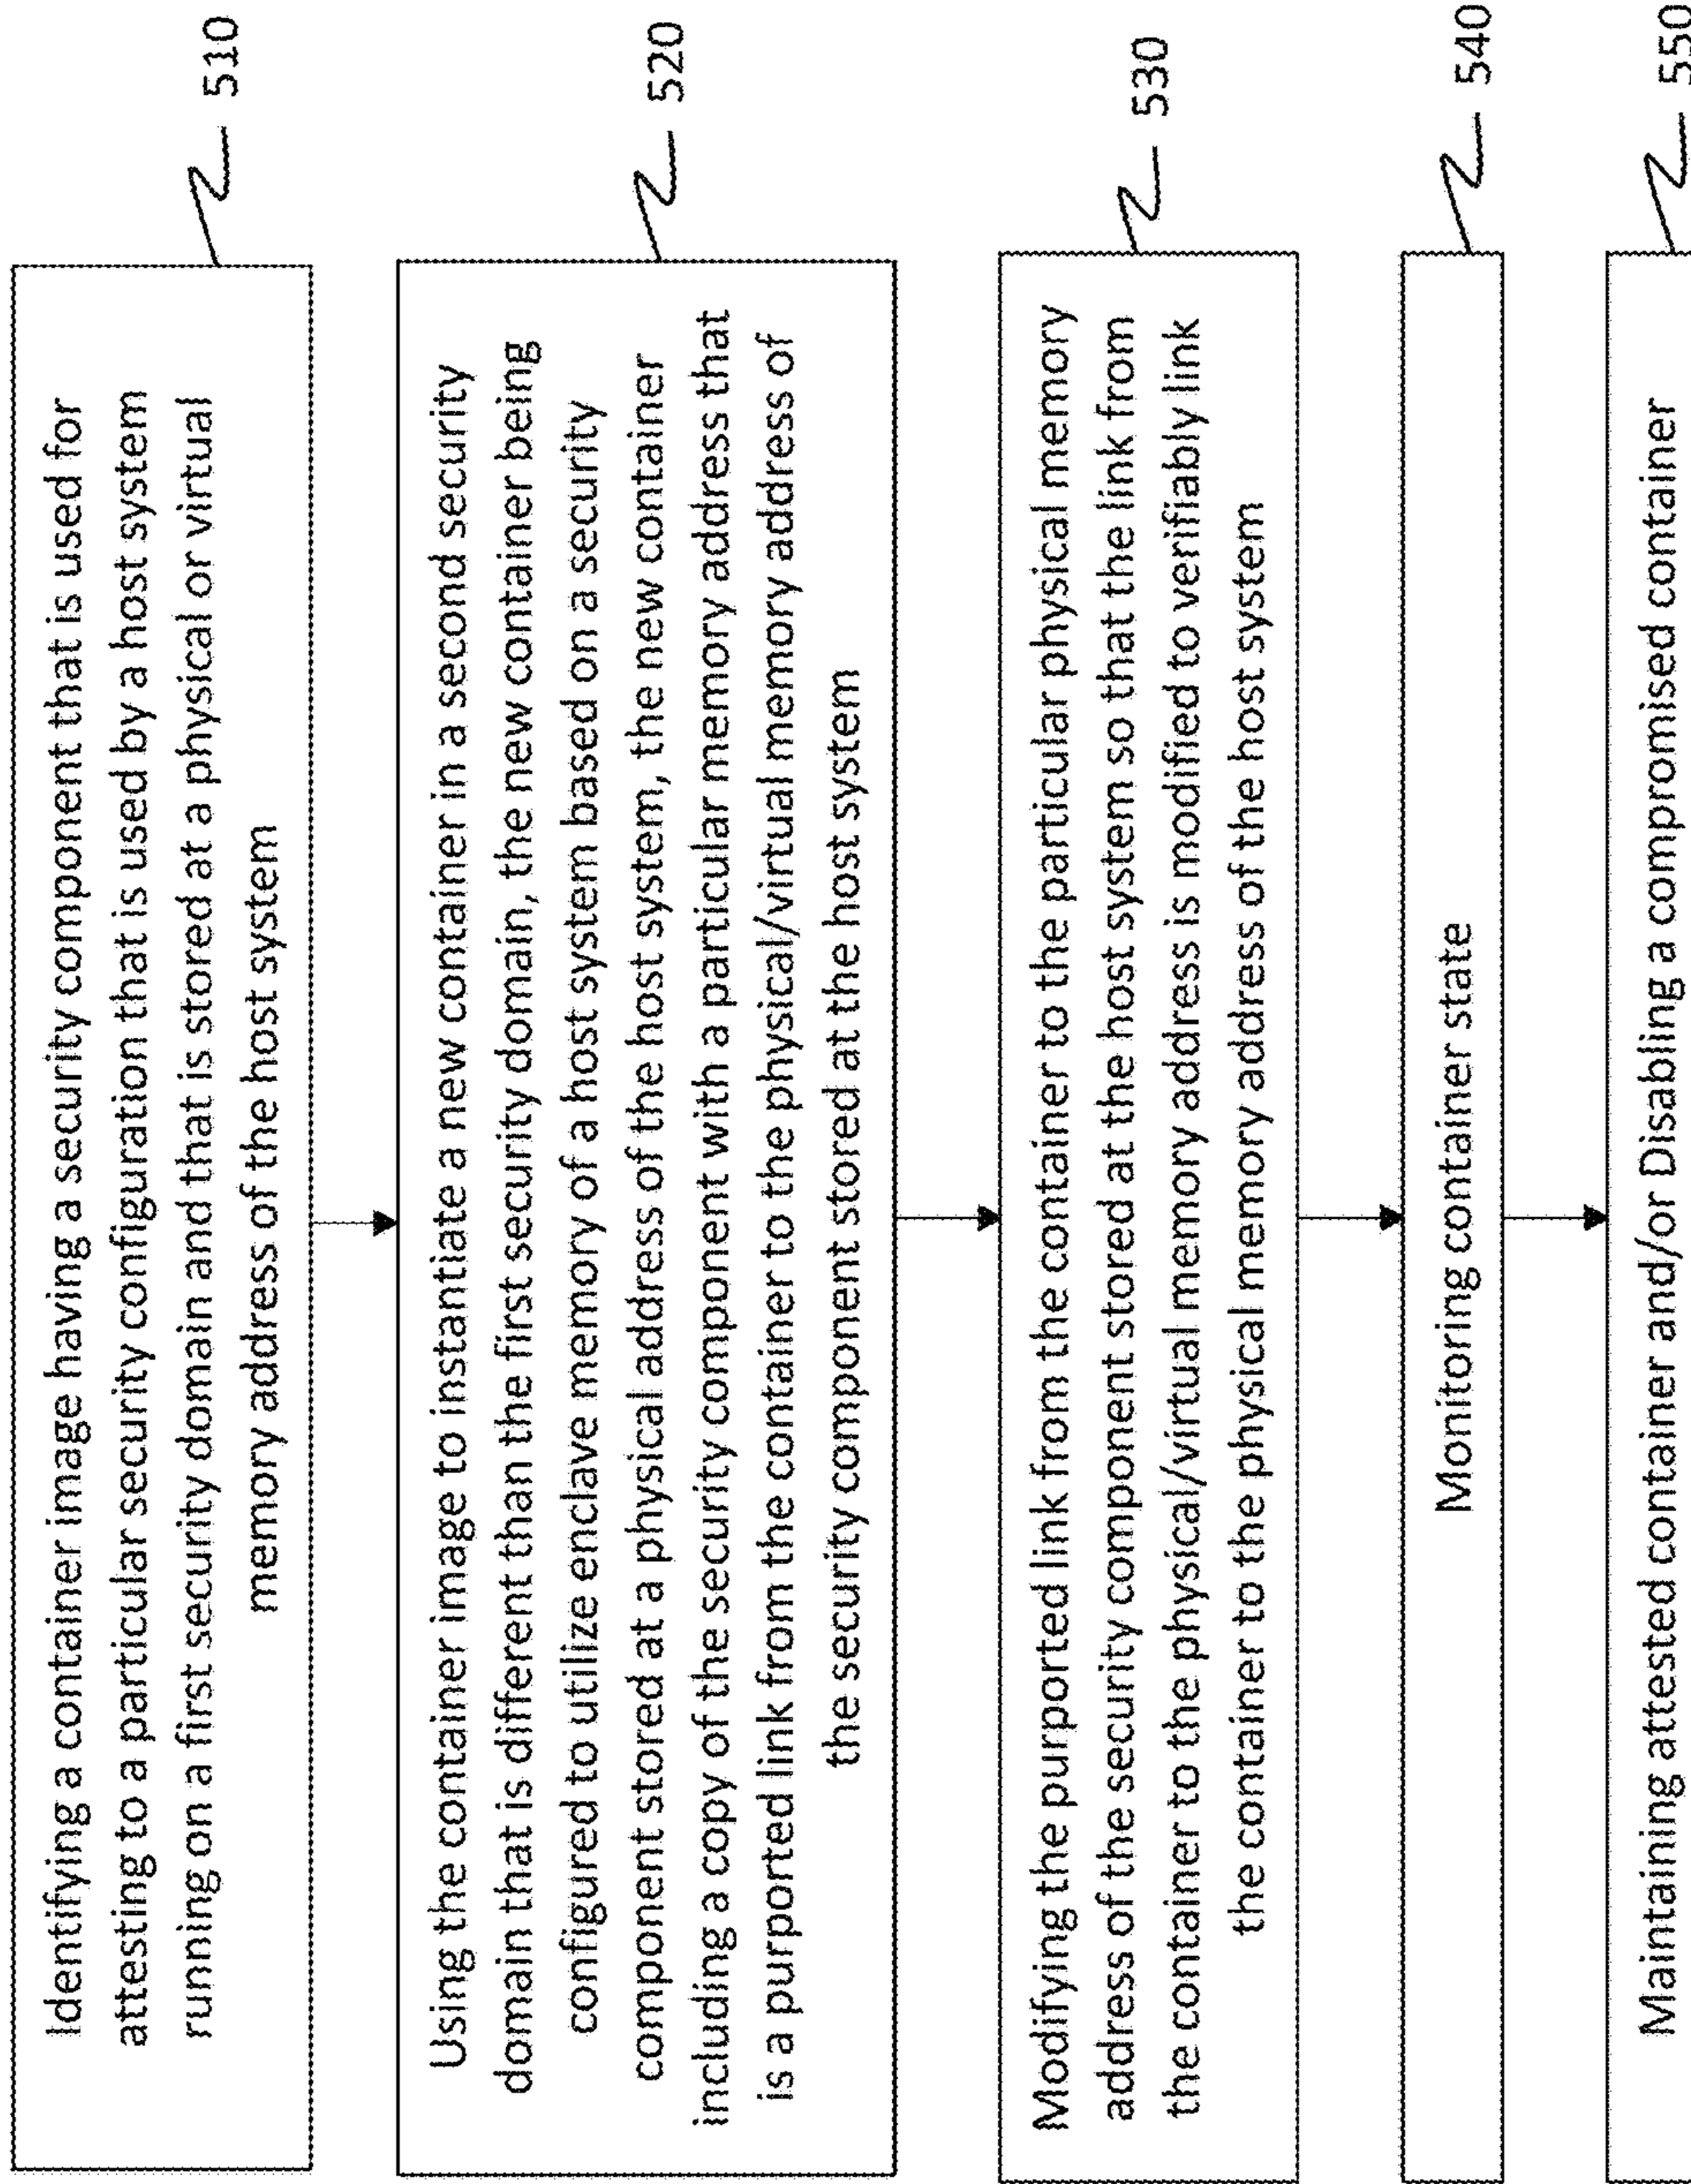 Identifying a container image having a security component that is used for
attesting to a particular security configuration that is used by a host system
running on a first security domain and that is stored at a physical or virtual
memory address of the host system
510
Using the container image to instantiate a new container in a second security
domain that is different than the first security domain, the new container being
configured to utilize enclave memory of a host system based on a security
component stored at a physical address of the host system, the new container
including a copy of the security component with a particular memory address that
is a purported link from the container to the physical/virtual memory address of
the security component stored at the host system
520
Modifying the purported link from the container to the particular physical memory
address of the security component stored at the host system so that the link from
the container to the physical/virtual memory address is modified to verifiably link
the container to the physical memory address of the host system
530
Monitoring container state
540
Maintaining attested container and/or Disabling a compromised container
550